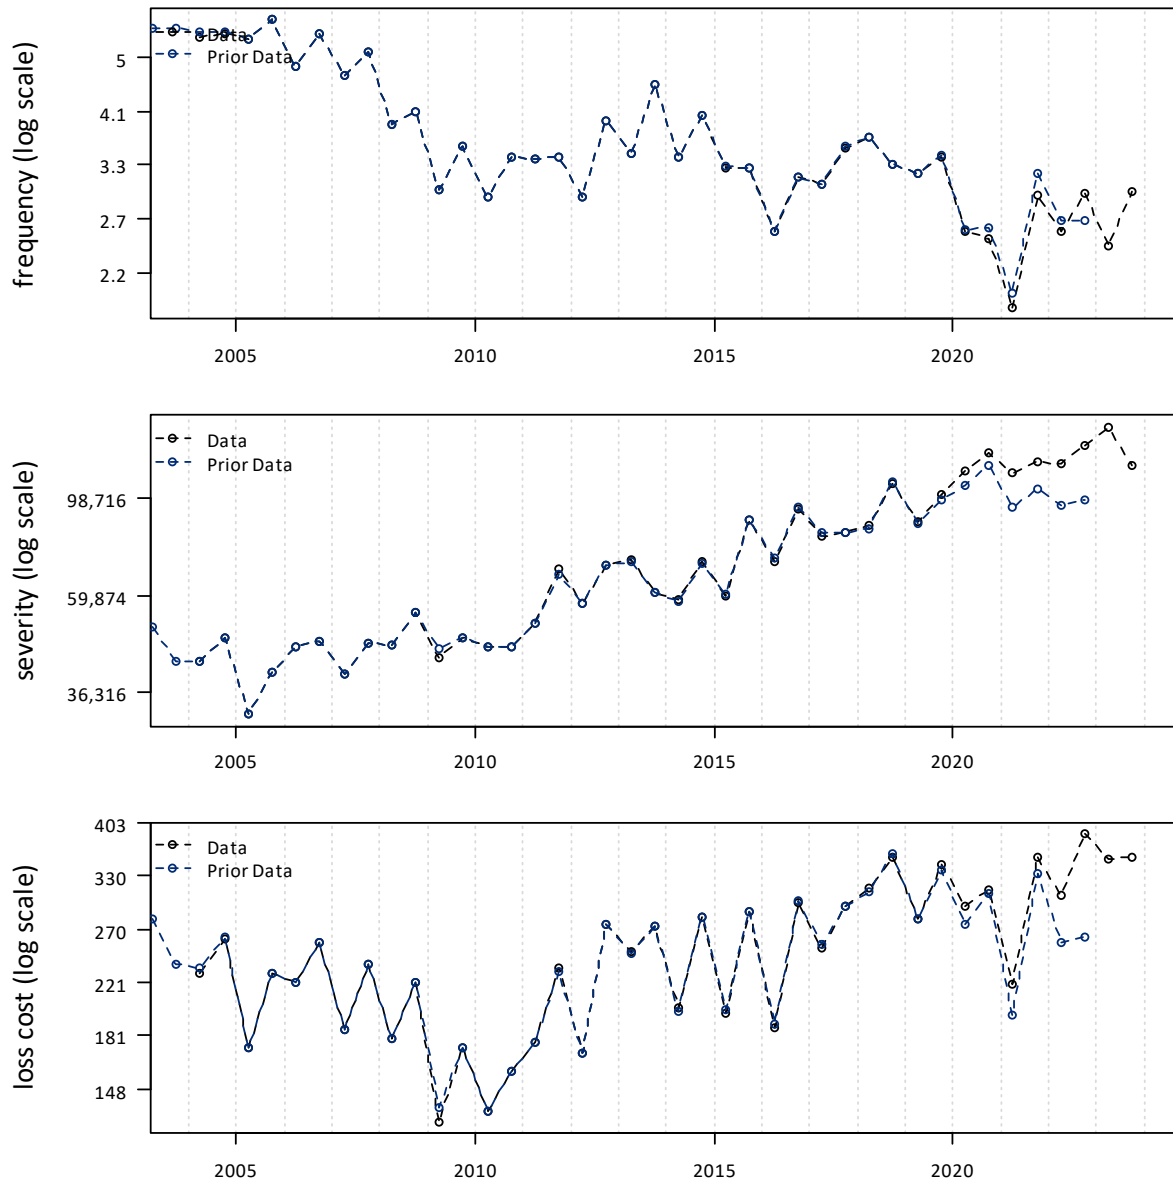 frequency (log scale)
5
4.1
3.3
2.7
2.2
Data
Prior Data
2005
2010
2015
2020
severity (log scale)
98,716
59,874
36,316
Data
Prior Data
2005
2010
2015
2020
loss cost (log scale)
403
330
270
221
181
148
Data
Prior Data
2005
2010
2015
2020